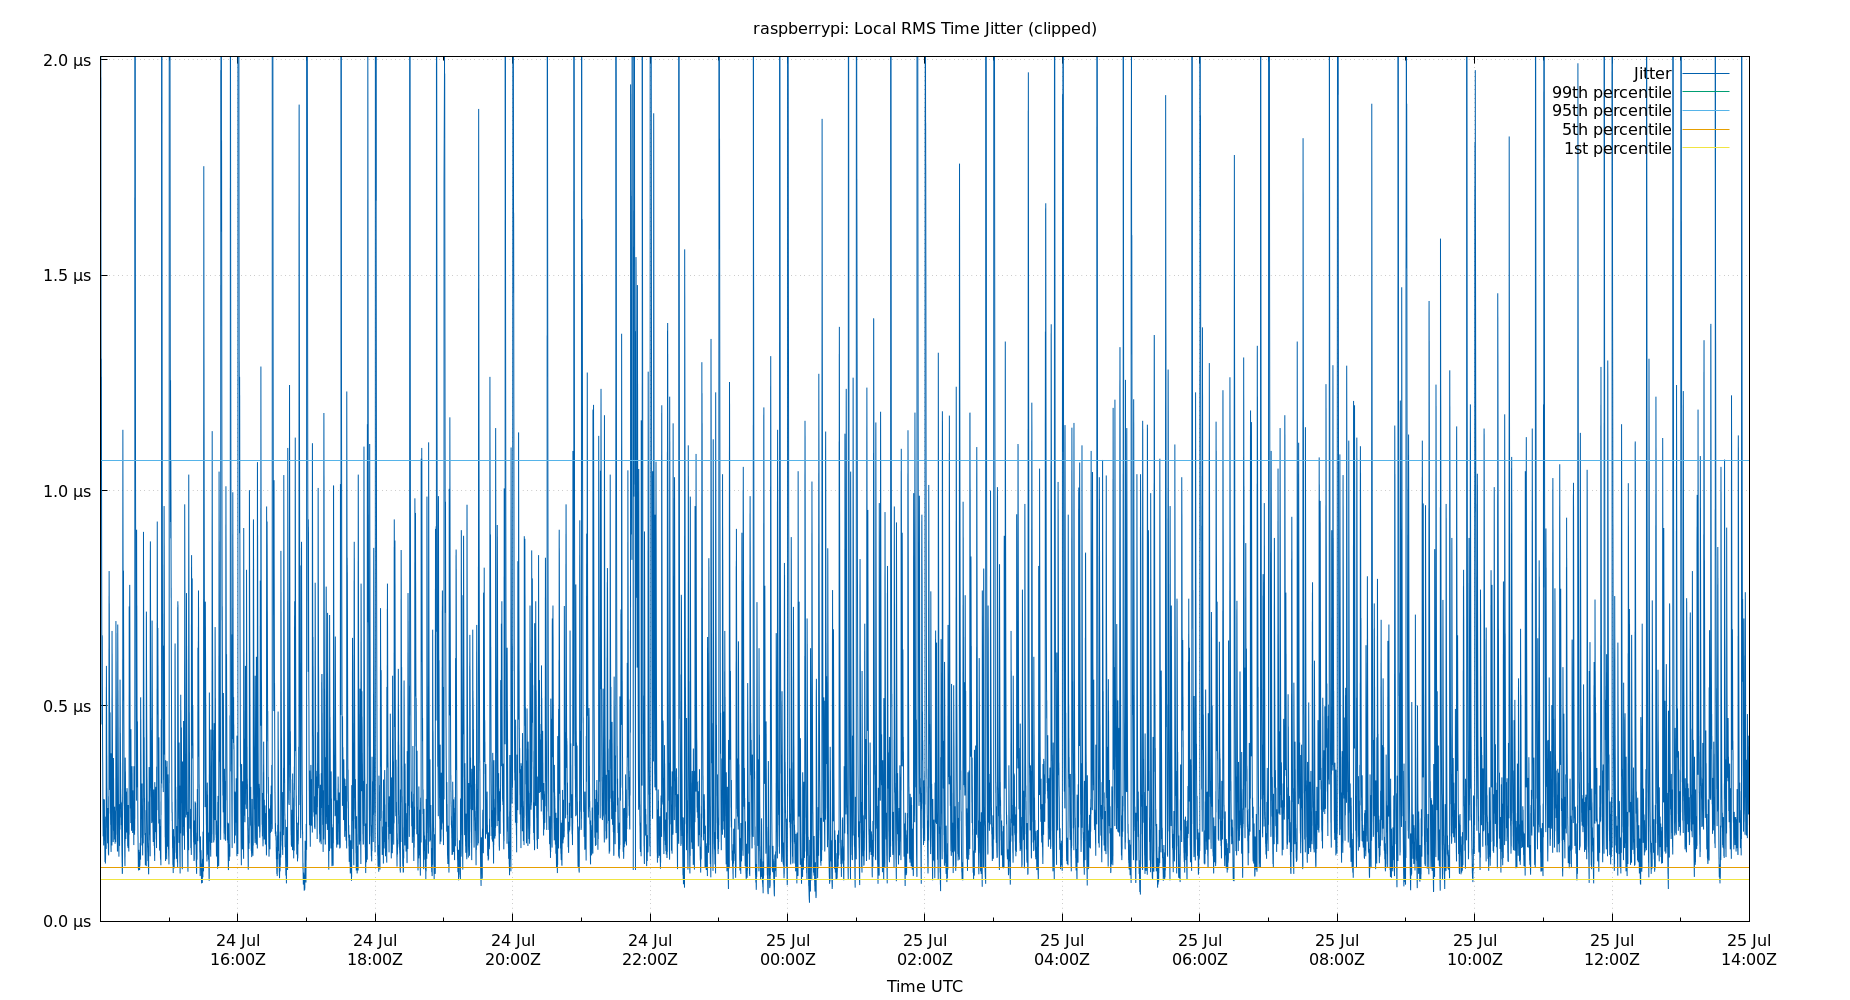 raspberrypi: Local RMS Time Jitter (clipped)
2.0 µs
1.5 µs
1.0 µs
0.5 µs
0.0 µs
Jitter
99th percentile
95th percentile
5th percentile
1st percentile
24 Jul 24 Jul 24 Jul 24 Jul 25 Jul 25 Jul 25 Jul 25 Jul 25 Jul 25 Jul 25 Jul 25 Jul
16:00Z 18:00Z 20:00Z 22:00Z 00:00Z 02:00Z 04:00Z 06:00Z 08:00Z 10:00Z 12:00Z 14:00Z
Time UTC